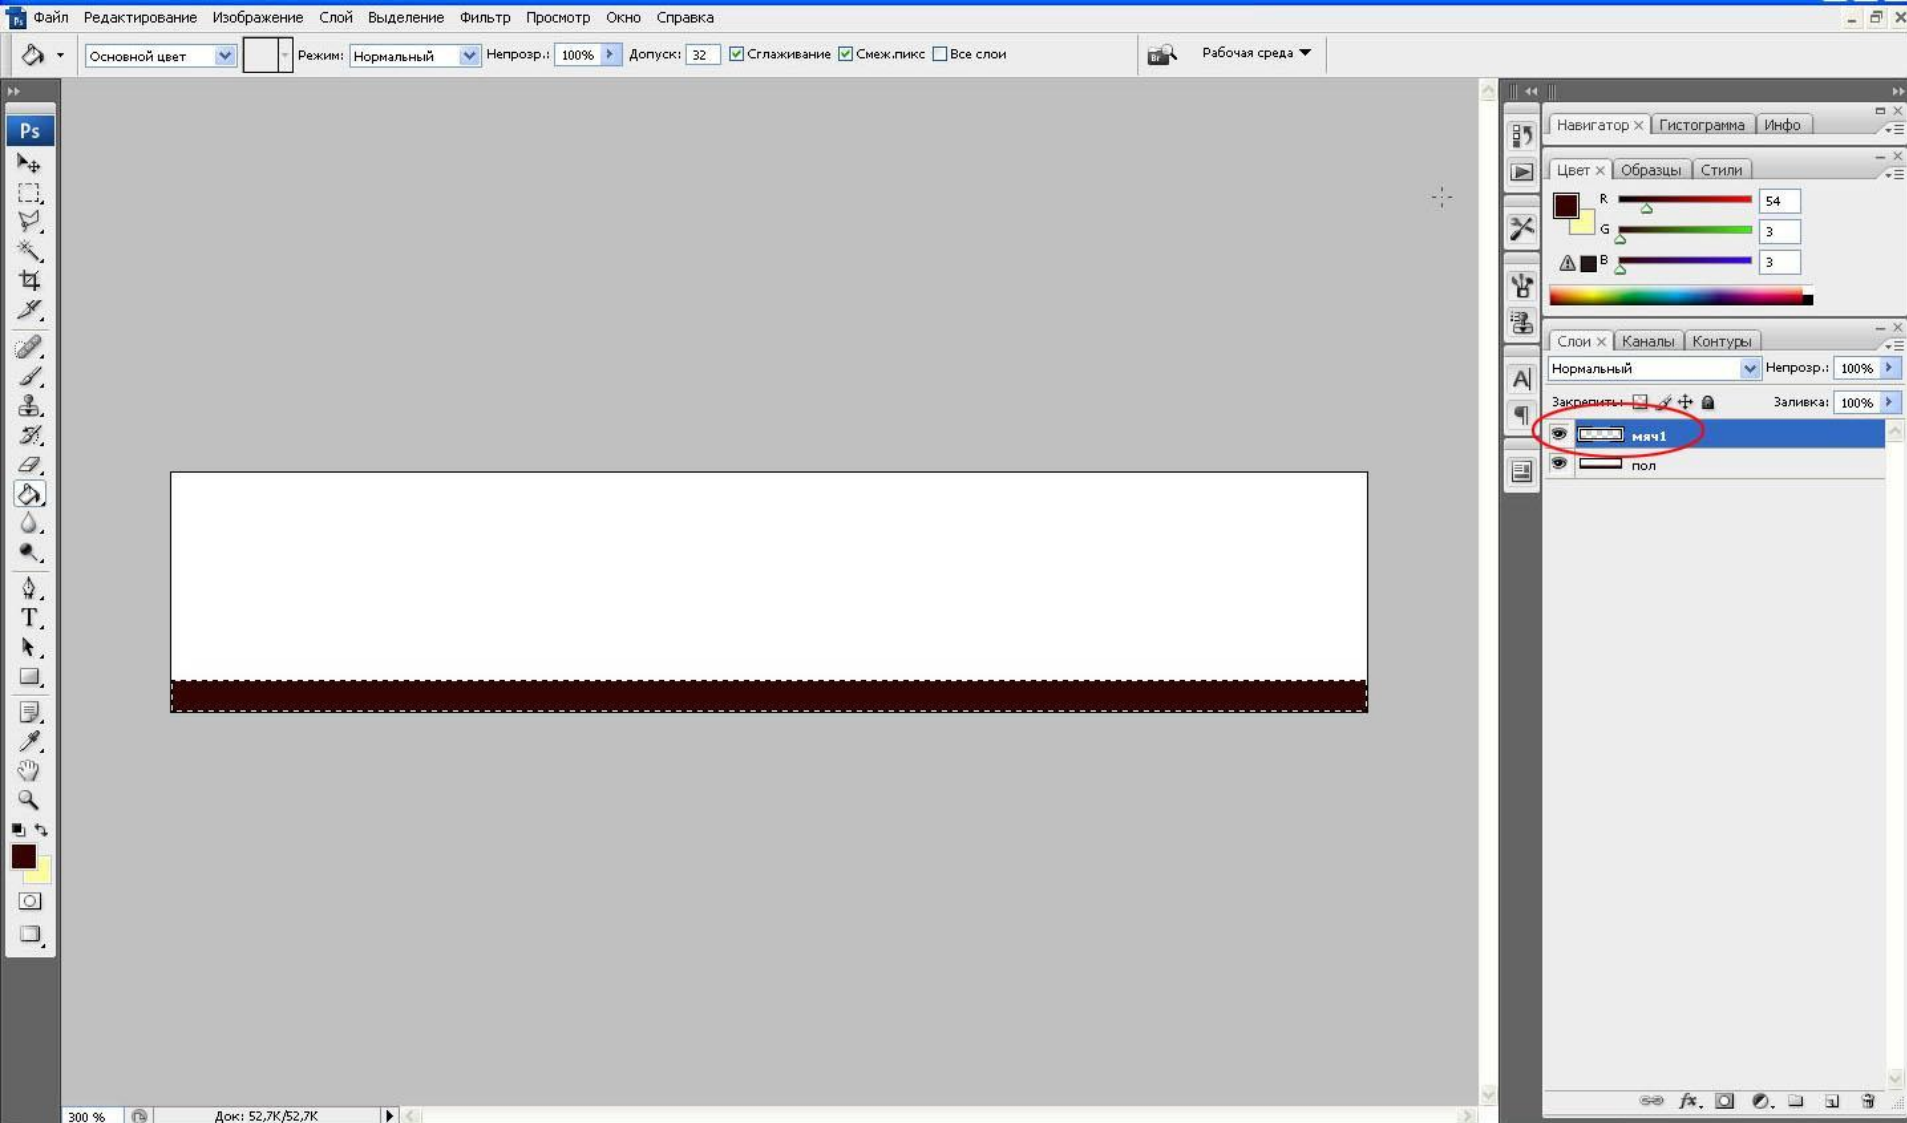 Файл Редактирование Изображение Слой Выделение Фильтр Просмотр Окно Справка
Основной цвет Режим: Нормальный Непрозр.: 100% Допуск: 32 Сглаживание Смеж.пикс Все слои Br Рабочая среда
Ps
Навигатор Гистограмма Инфо
Цвет Образцы Стили
R 54
G 3
B 3
Слои Каналы Контуры
Нормальный Непрозр.: 100%
Закрепить: Заливка: 100%
мяч1
пол
300 % Док: 52,7K/52,7K